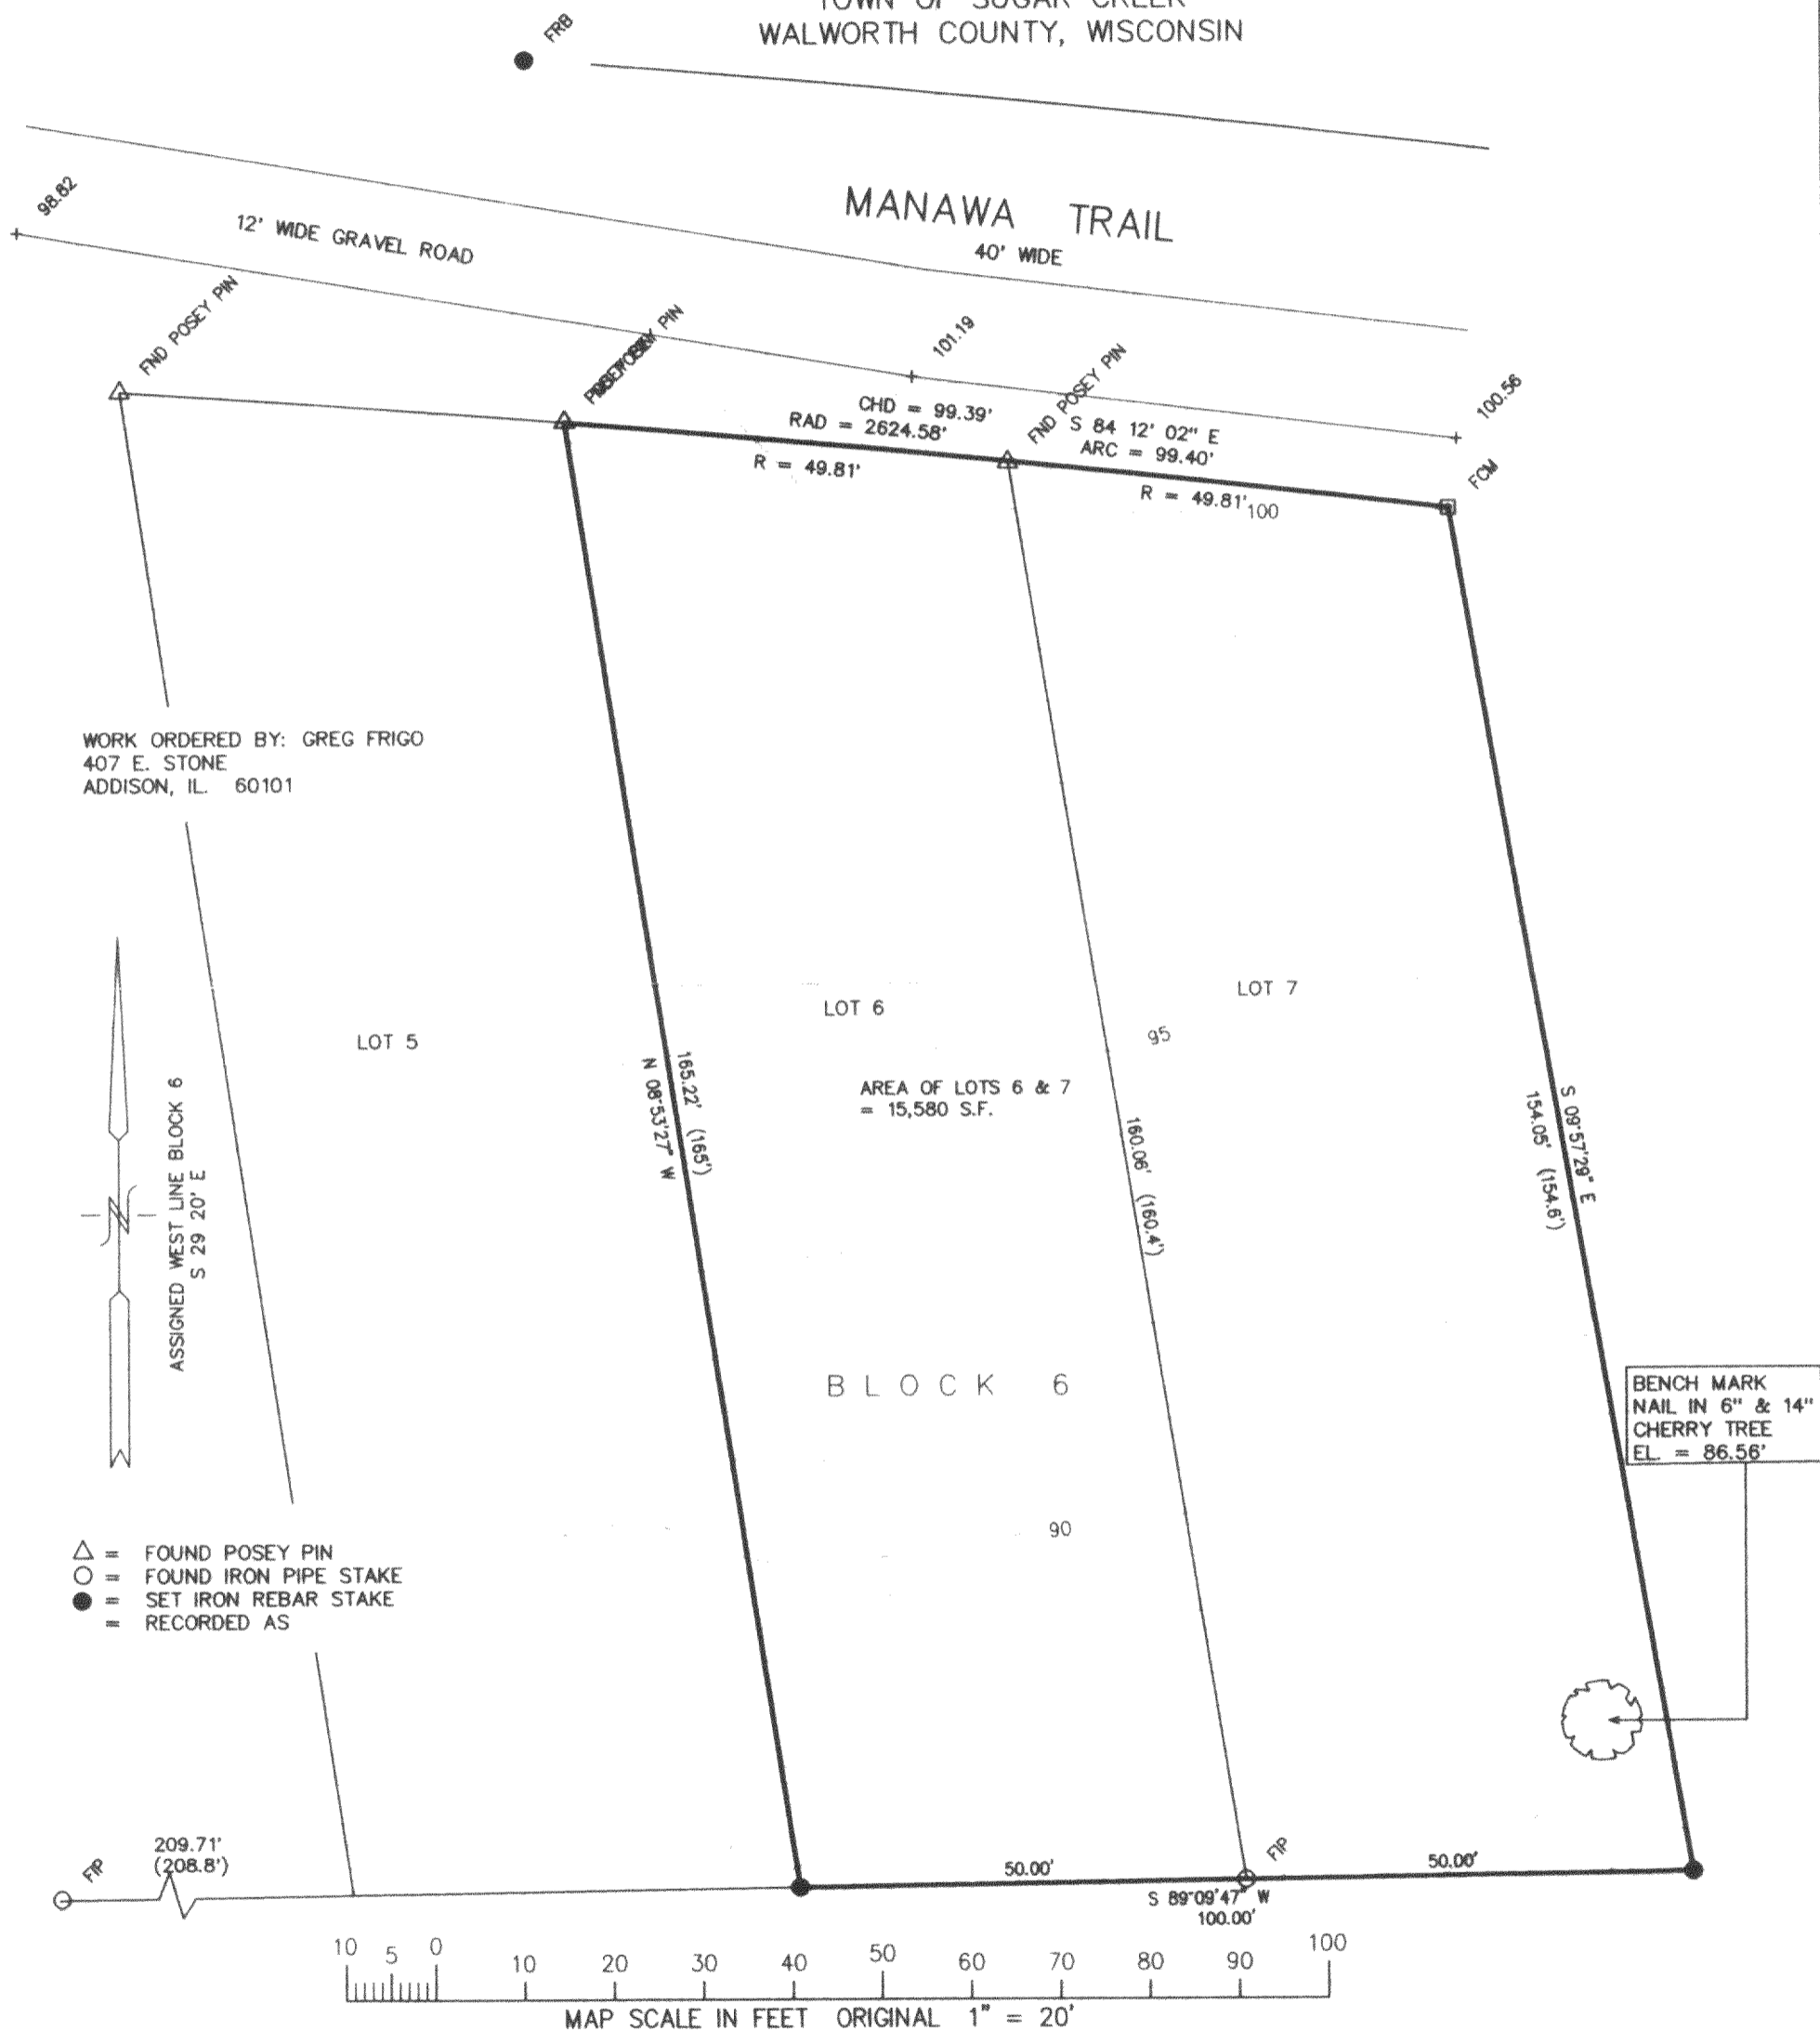 WALWORTH COUNTY, WISCONSIN
FRB
MANAWA TRAIL
40' WIDE
98.62
12' WIDE GRAVEL ROAD
FND POSEY PIN
PIN
101.19
FND POSEY PIN
100.56
CHD = 99.39'
RAD = 2624.58'
S 84 12' 02" E
ARC = 99.40'
FCM
R = 49.81'
R = 49.81'
100
WORK ORDERED BY: GREG FRIGO
407 E. STONE
ADDISON, IL. 60101
LOT 5
LOT 6
LOT 7
95
AREA OF LOTS 6 & 7
= 15,580 S.F.
165.22' (165')
N 08°53'27" W
160.06' (160.4')
S 09°57'29" E
154.05' (154.6')
ASSIGNED WEST LINE BLOCK 6
S 29 20' E
N
BLOCK 6
BENCH MARK
NAIL IN 6" & 14"
CHERRY TREE
EL. = 86.56'
90
= FOUND POSEY PIN
= FOUND IRON PIPE STAKE
= SET IRON REBAR STAKE
= RECORDED AS
FIP
209.71'
(208.8')
50.00'
FIP
50.00'
S 89°09'47" W
100.00'
10 5 0 10 20 30 40 50 60 70 80 90 100
MAP SCALE IN FEET ORIGINAL 1" = 20'